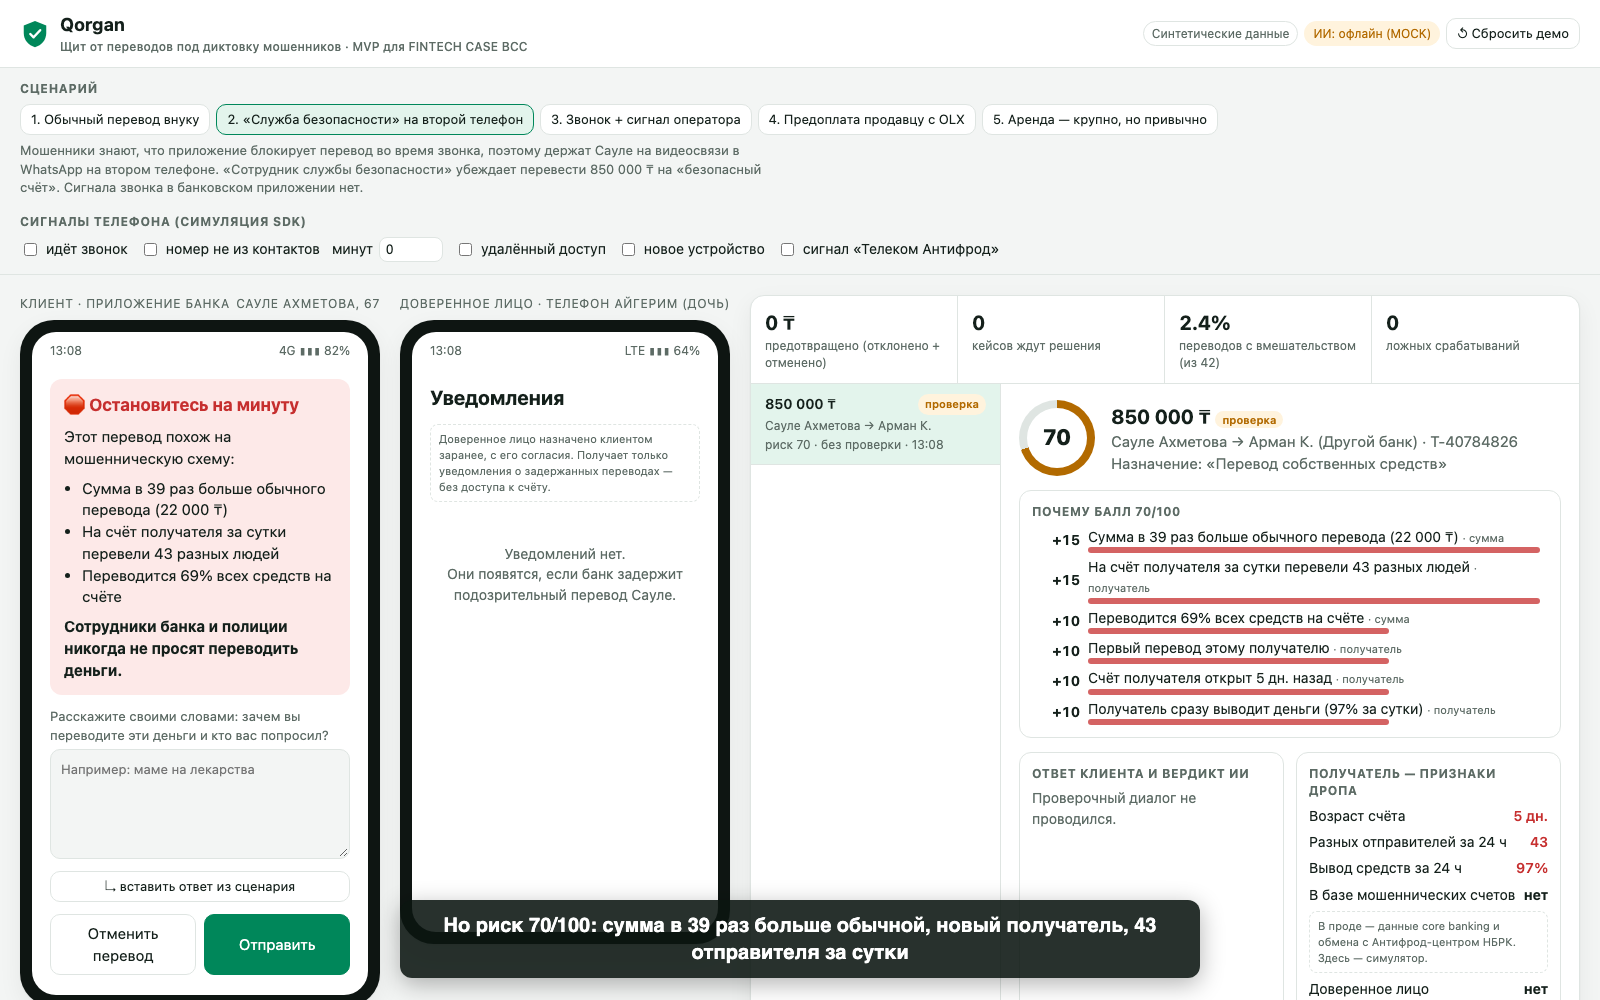 Qorgan
Щит от переводов под диктовку мошенников · MVP для FINTECH CASE BCC
Синтетические данные
ИИ: офлайн (MOCK)
↺ Сбросить демо
СЦЕНАРИЙ
1. Обычный перевод внуку
2. «Служба безопасности» на второй телефон
3. Звонок + сигнал оператора
4. Предоплата продавцу с OLX
5. Аренда — крупно, но привычно
Мошенники знают, что приложение блокирует перевод во время звонка, поэтому держат Сауле на видеосвязи в
WhatsApp на втором телефоне. «Сотрудник службы безопасности» убеждает перевести 850 000 ₸ на «безопасный
счёт». Сигнала звонка в банковском приложении нет.
СИГНАЛЫ ТЕЛЕФОНА (СИМУЛЯЦИЯ SDK)
идёт звонок
номер не из контактов
минут 0
удалённый доступ
новое устройство
сигнал «Телеком Антифрод»
КЛИЕНТ · ПРИЛОЖЕНИЕ БАНКА САУЛЕ АХМЕТОВА, 67
13:08
4G ▮▮▮ 82%
Остановитесь на минуту
Этот перевод похож на
мошенническую схему:
• Сумма в 39 раз больше обычного
перевода (22 000 ₸)
• На счёт получателя за сутки
перевели 43 разных людей
• Переводится 69% всех средств на
счёте
Сотрудники банка и полиции
никогда не просят переводить
деньги.
Расскажите своими словами: зачем вы
переводите эти деньги и кто вас попросил?
Например: маме на лекарства
вставить ответ из сценария
Отменить
перевод
Отправить
ДОВЕРЕННОЕ ЛИЦО · ТЕЛЕФОН АЙГЕРИМ (ДОЧЬ)
13:08
LTE ▮▮▮ 64%
Уведомления
Доверенное лицо назначено клиентом
заранее, с его согласия. Получает только
уведомления о задержанных переводах —
без доступа к счёту.
Уведомлений нет.
Они появятся, если банк задержит
подозрительный перевод Сауле.
0 ₸
предотвращено (отклонено +
отменено)
0
кейсов ждут решения
2.4%
переводов с вмешательством
(из 42)
0
ложных срабатываний
850 000 ₸
проверка
Сауле Ахметова → Арман К.
риск 70 · без проверки · 13:08
70
850 000 ₸ проверка
Сауле Ахметова → Арман К. (Другой банк) · T-40784826
Назначение: «Перевод собственных средств»
ПОЧЕМУ БАЛЛ 70/100
+15 Сумма в 39 раз больше обычного перевода (22 000 ₸) · сумма
+15 На счёт получателя за сутки перевели 43 разных людей ·
получатель
+10 Переводится 69% всех средств на счёте · сумма
+10 Первый перевод этому получателю · получатель
+10 Счёт получателя открыт 5 дн. назад · получатель
+10 Получатель сразу выводит деньги (97% за сутки) · получатель
ОТВЕТ КЛИЕНТА И ВЕРДИКТ ИИ
Проверочный диалог не
проводился.
ПОЛУЧАТЕЛЬ — ПРИЗНАКИ
ДРОПА
Возраст счёта 5 дн.
Разных отправителей за 24 ч 43
Вывод средств за 24 ч 97%
В базе мошеннических счетов нет
В проде — данные core banking и
обмена с Антифрод-центром НБРК.
Здесь — симулятор.
Доверенное лицо нет
Но риск 70/100: сумма в 39 раз больше обычной, новый получатель, 43
отправителя за сутки